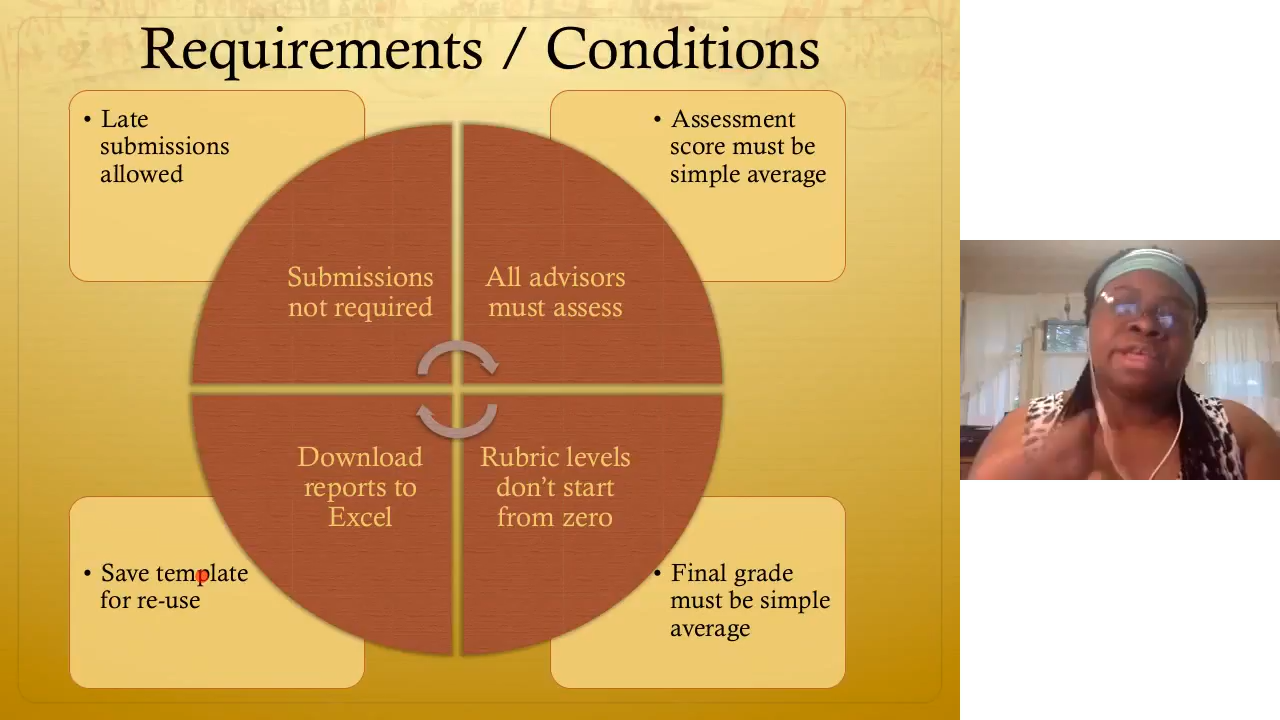 Requirements / Conditions
• Late
submissions
allowed
• Assessment
score must be
simple average
Submissions
not required
All advisors
must assess
Download
reports to
Excel
Rubric levels
don’t start
from zero
• Save template
for re-use
• Final grade
must be simple
average